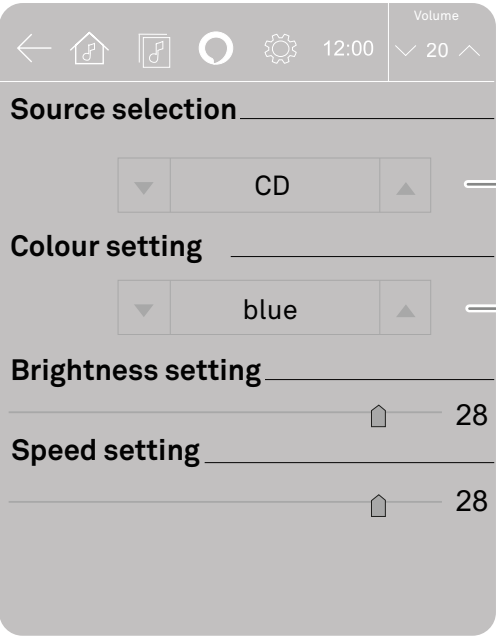 Volume
12:00 20
Source selection
CD
Colour setting
blue
Brightness setting
28
Speed setting
28